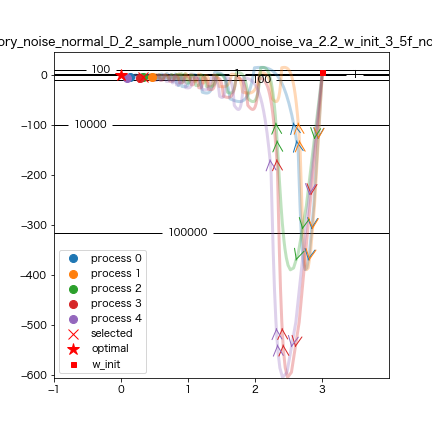 ory_noise_normal_D_2_sample_num10000_noise_va_2.2_w_init_3_5f_no
0
−100
−200
−300
−400
−500
−600
−1
0
1
2
3
100
1
100
1
10000
100000
process 0
process 1
process 2
process 3
process 4
selected
optimal
w_init